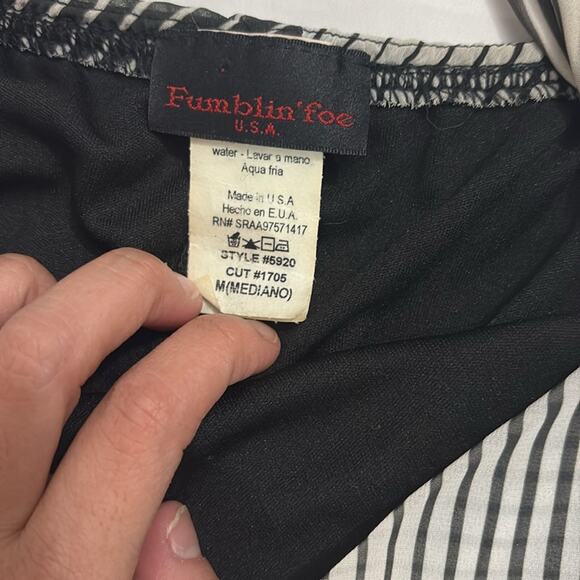 Fumblin'foe
U.S.A.
water - Lavar a mano
Aqua fria
Made in U S A
Hecho en E.U.A.
RN# SRAA97571417
STYLE #5920
CUT #1705
M(MEDIANO)